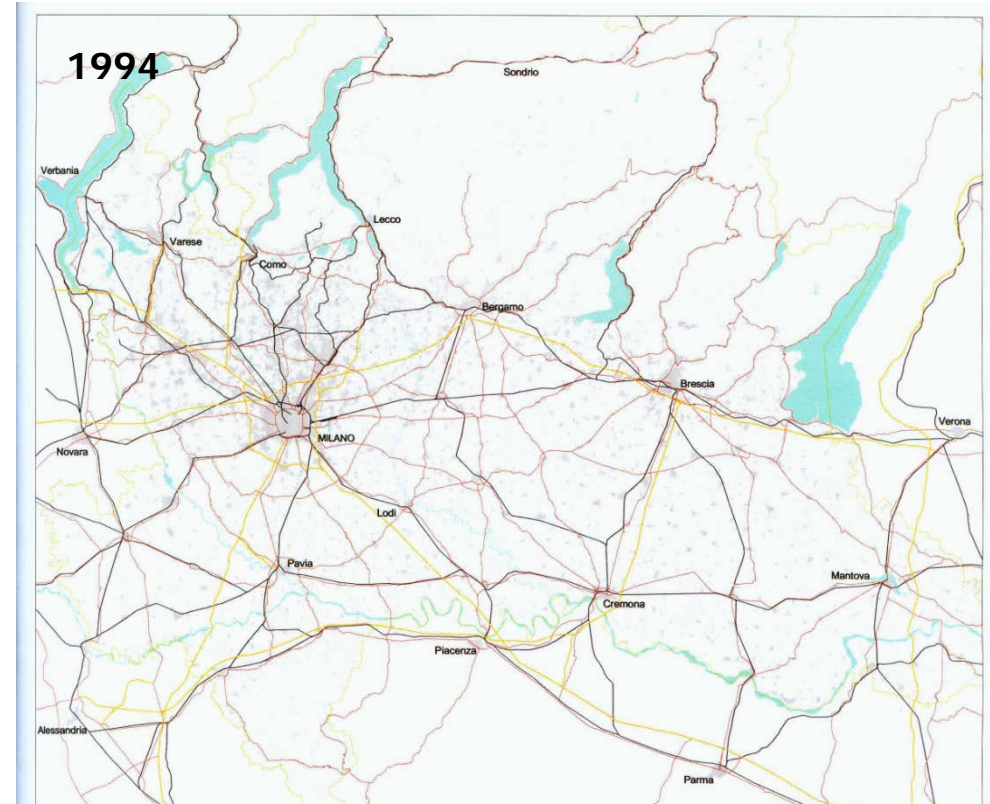 1994
Sondrio
Verbania
Lecco
Varese
Como
Bergamo
Brescia
Verona
MILANO
Novara
Lodi
Pavia
Mantova
Cremona
Piacenza
Alessandria
Parma